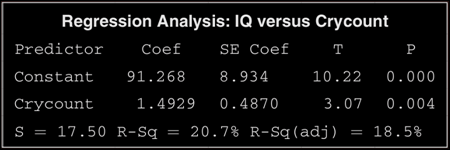 Regression Analysis: IQ versus Crycount
Predictor Coef SE Coef T P
Constant 91.268 8.934 10.22 0.000
Crycount 1.4929 0.4870 3.07 0.004
S = 17.50 R-Sq = 20.7% R-Sq(adj) = 18.5%